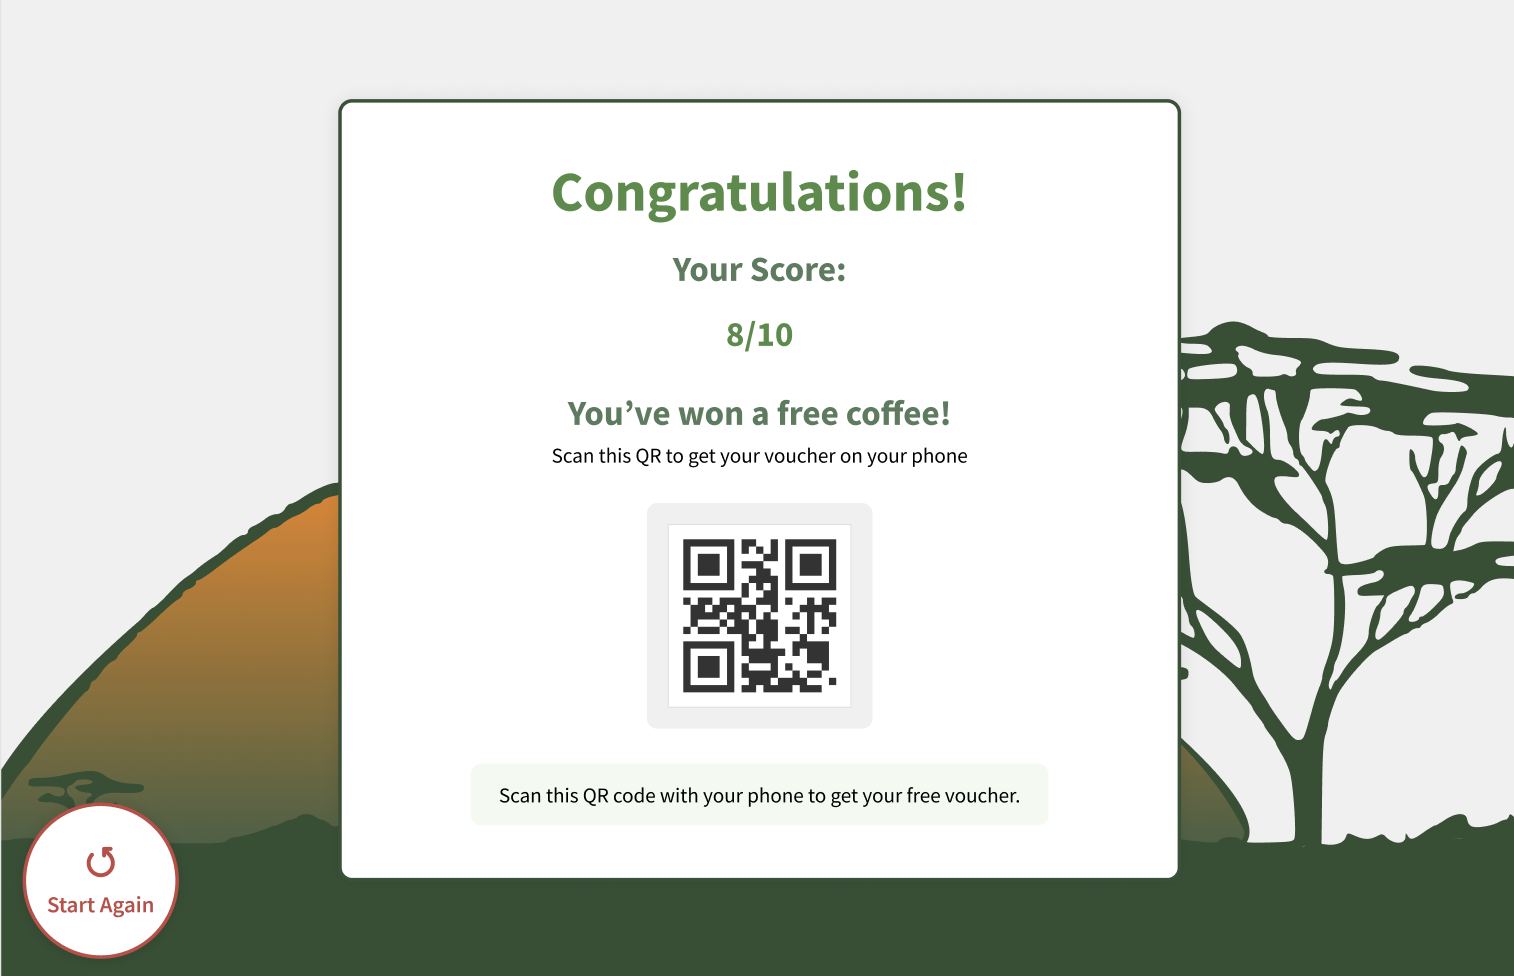 Congratulations!
Your Score:
8/10
You’ve won a free coffee!
Scan this QR to get your voucher on your phone
Scan this QR code with your phone to get your free voucher.
Start Again